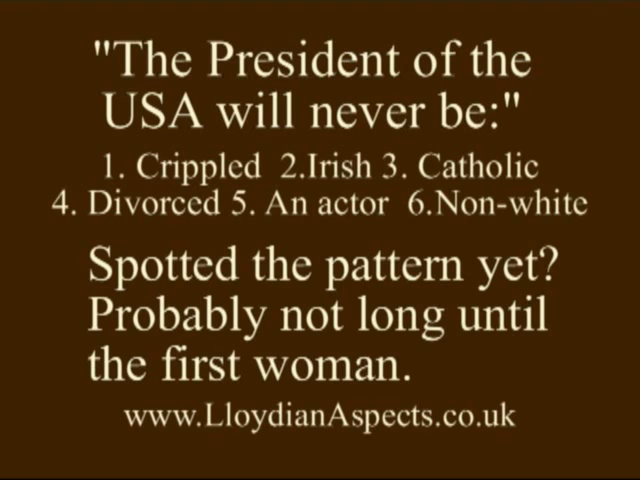 "The President of the
USA will never be:"
1. Crippled 2.Irish 3. Catholic
4. Divorced 5. An actor 6.Non-white
Spotted the pattern yet?
Probably not long until
the first woman.
www.LloydianAspects.co.uk